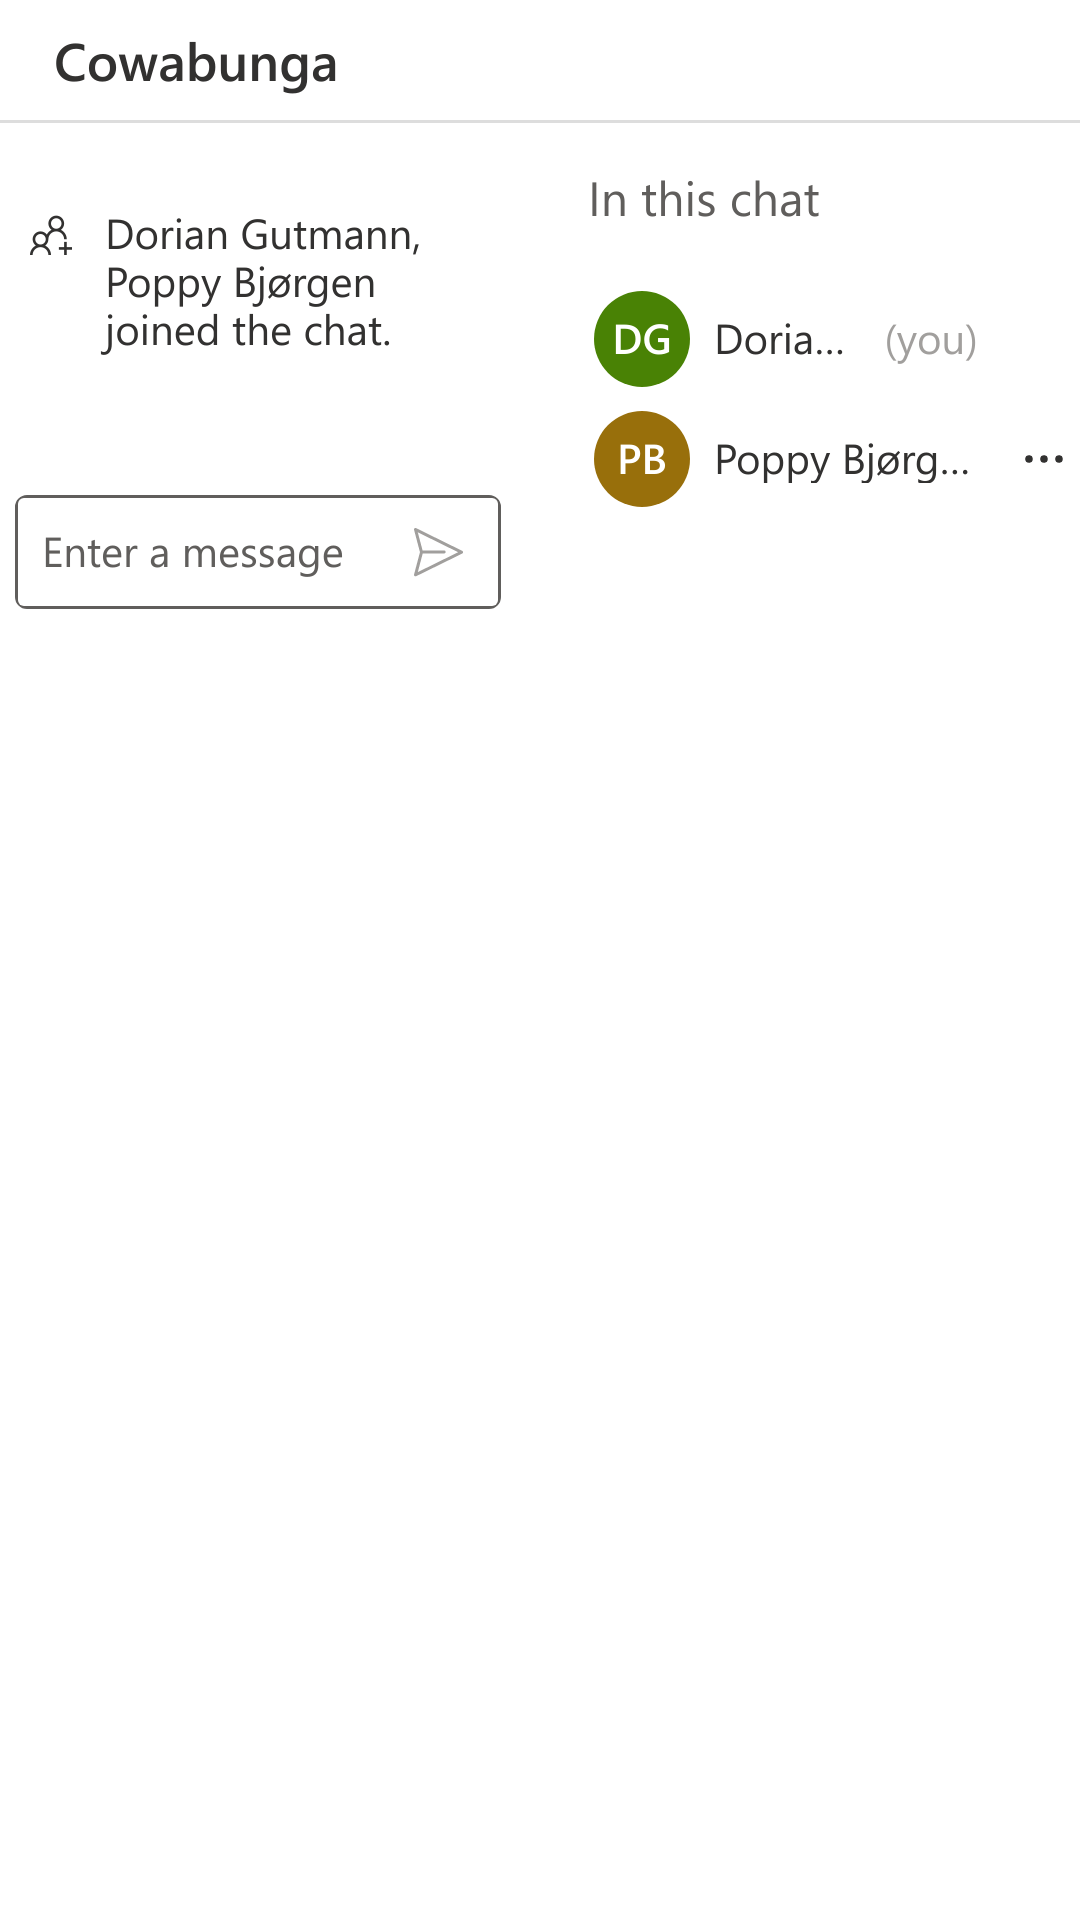 Cowabunga
Dorian Gutmann,
Poppy Bjørgen
joined the chat.
Enter a message
In this chat
DG Doria... (you)
PB Poppy Bjørg...